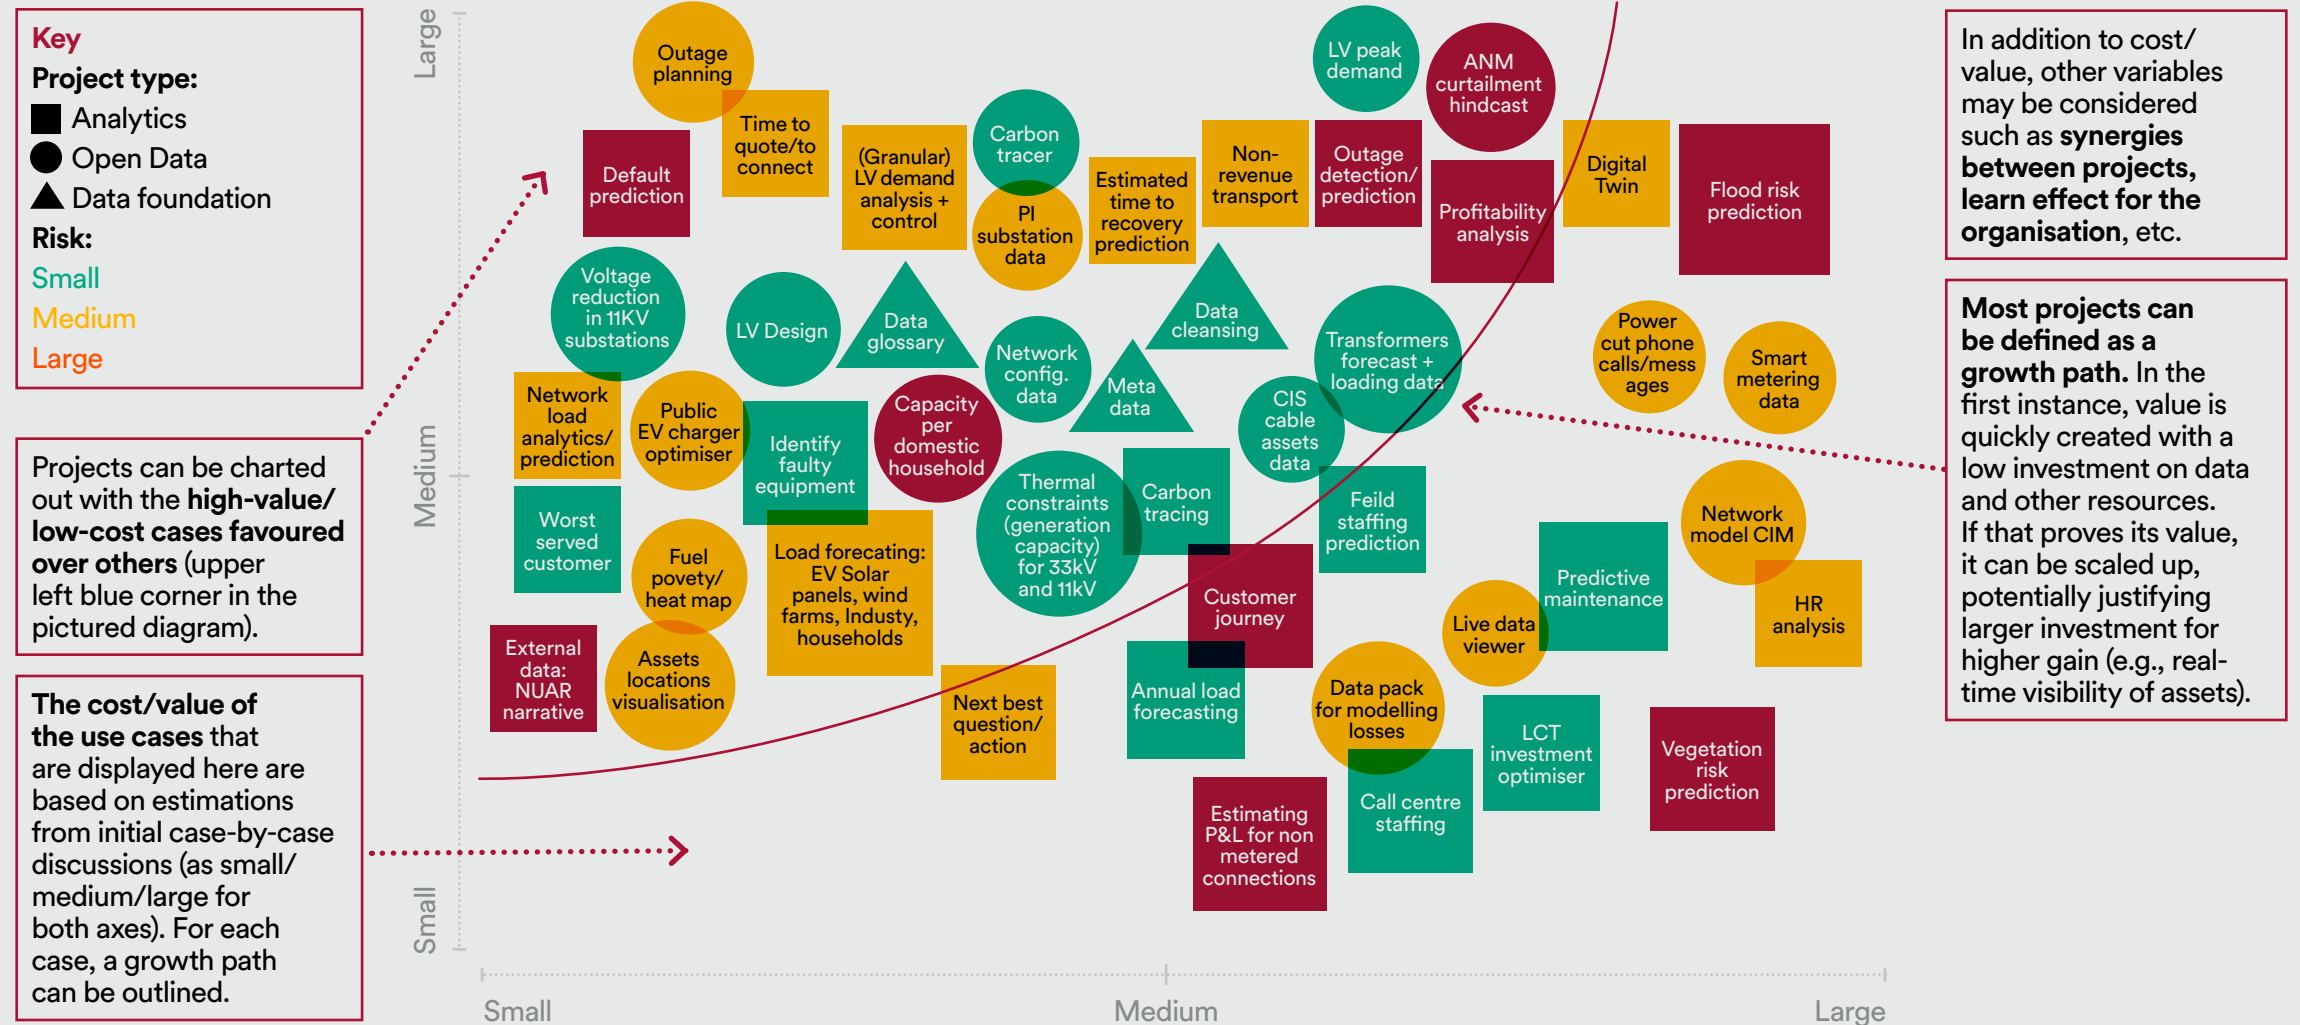 Key
Project type:
Analytics
Open Data
Data foundation
Risk:
Small
Medium
Large
Projects can be charted
out with the high-value/
low-cost cases favoured
over others (upper
left blue corner in the
pictured diagram).
The cost/value of
the use cases that
are displayed here are
based on estimations
from initial case-by-case
discussions (as small/
medium/large for
both axes). For each
case, a growth path
can be outlined.
Large
Medium
Small
Outage
planning
Time to
quote/to
connect
Default
prediction
(Granular)
LV demand
analysis +
control
Carbon
tracer
PI
substation
data
Estimated
time to
recovery
prediction
Non-
revenue
transport
LV peak
demand
ANM
curtailment
hindcast
Outage
detection/
prediction
Profitability
analysis
Digital
Twin
Flood risk
prediction
Voltage
reduction
in 11KV
substations
LV Design
Data
glossary
Network
config.
data
Data
cleansing
Meta
data
Transformers
forecast +
loading data
CIS
cable
assets
data
Power
cut phone
calls/mess
ages
Smart
metering
data
Network
load
analytics/
prediction
Public
EV charger
optimiser
Identify
faulty
equipment
Capacity
per
domestic
household
Thermal
constraints
(generation
capacity)
for 33kV
and 11kV
Carbon
tracing
Feild
staffing
prediction
Network
model CIM
HR
analysis
Predictive
maintenance
Live data
viewer
Worst
served
customer
Fuel
povety/
heat map
Load forecating:
EV Solar
panels, wind
farms, Industy,
households
Customer
journey
External
data:
NUAR
narrative
Assets
locations
visualisation
Next best
question/
action
Annual load
forecasting
Data pack
for modelling
losses
LCT
investment
optimiser
Vegetation
risk
prediction
Estimating
P&L for non
metered
connections
Call centre
staffing
Small
Medium
Large
In addition to cost/
value, other variables
may be considered
such as synergies
between projects,
learn effect for the
organisation, etc.
Most projects can
be defined as a
growth path. In the
first instance, value is
quickly created with a
low investment on data
and other resources.
If that proves its value,
it can be scaled up,
potentially justifying
larger investment for
higher gain (e.g., real-
time visibility of assets).